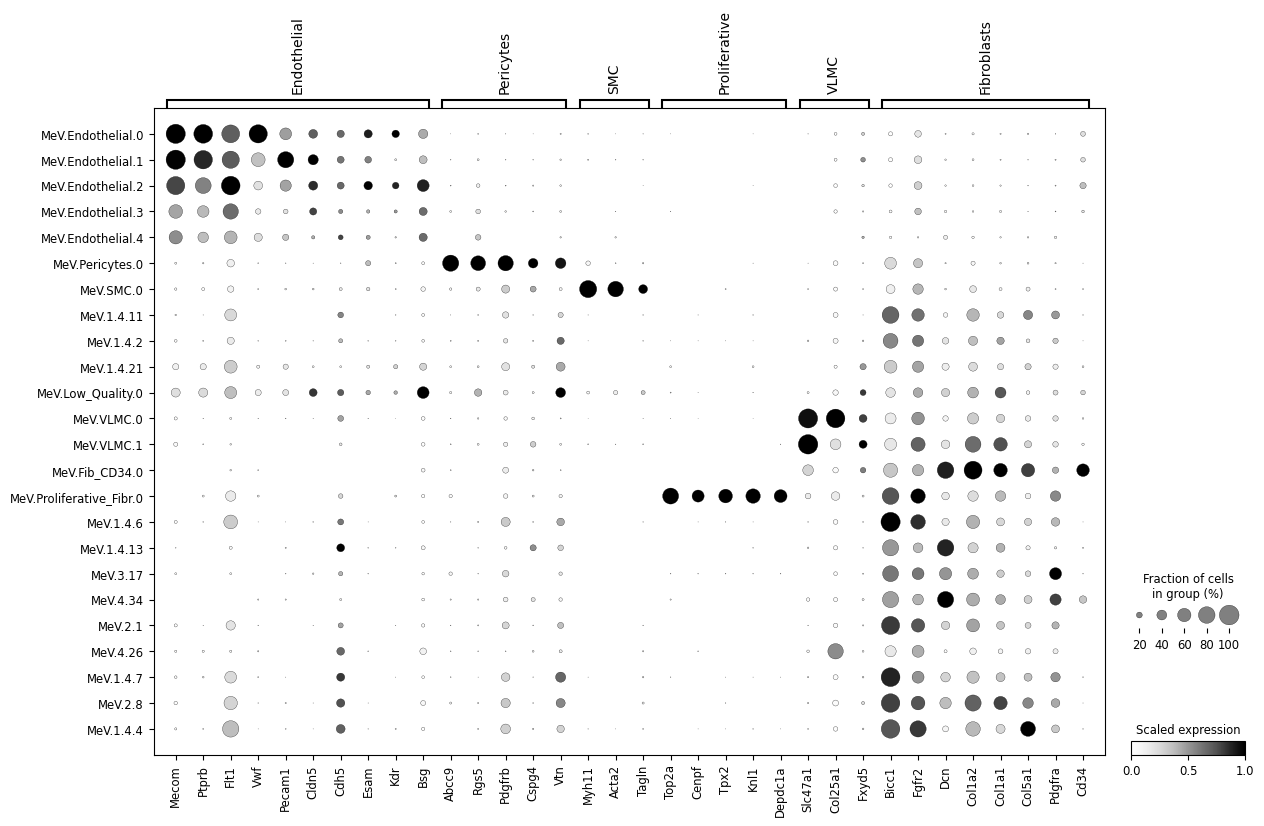 Endothelial
Pericytes
SMC
Proliferative
VLMC
Fibroblasts
MeV.Endothelial.0
MeV.Endothelial.1
MeV.Endothelial.2
MeV.Endothelial.3
MeV.Endothelial.4
MeV.Pericytes.0
MeV.SMC.0
MeV.1.4.11
MeV.1.4.2
MeV.1.4.21
MeV.Low_Quality.0
MeV.VLMC.0
MeV.VLMC.1
MeV.Fib_CD34.0
MeV.Proliferative_Fibr.0
MeV.1.4.6
MeV.1.4.13
MeV.3.17
MeV.4.34
MeV.2.1
MeV.4.26
MeV.1.4.7
MeV.2.8
MeV.1.4.4
Mecom
Ptprb
Flt1
Vwf
Pecam1
Cldn5
Cdh5
Esam
Kdr
Bsg
Abcc9
Rgs5
Pdgfrb
Cspg4
Vtn
Myh11
Acta2
Tagln
Top2a
Cenpf
Tpx2
Knl1
Depdc1a
Slc47a1
Col25a1
Fxyd5
Bicc1
Fgfr2
Dcn
Col1a2
Col1a1
Col5a1
Pdgfra
Cd34
Fraction of cells
in group (%)
20 40 60 80 100
Scaled expression
0.0 0.5 1.0